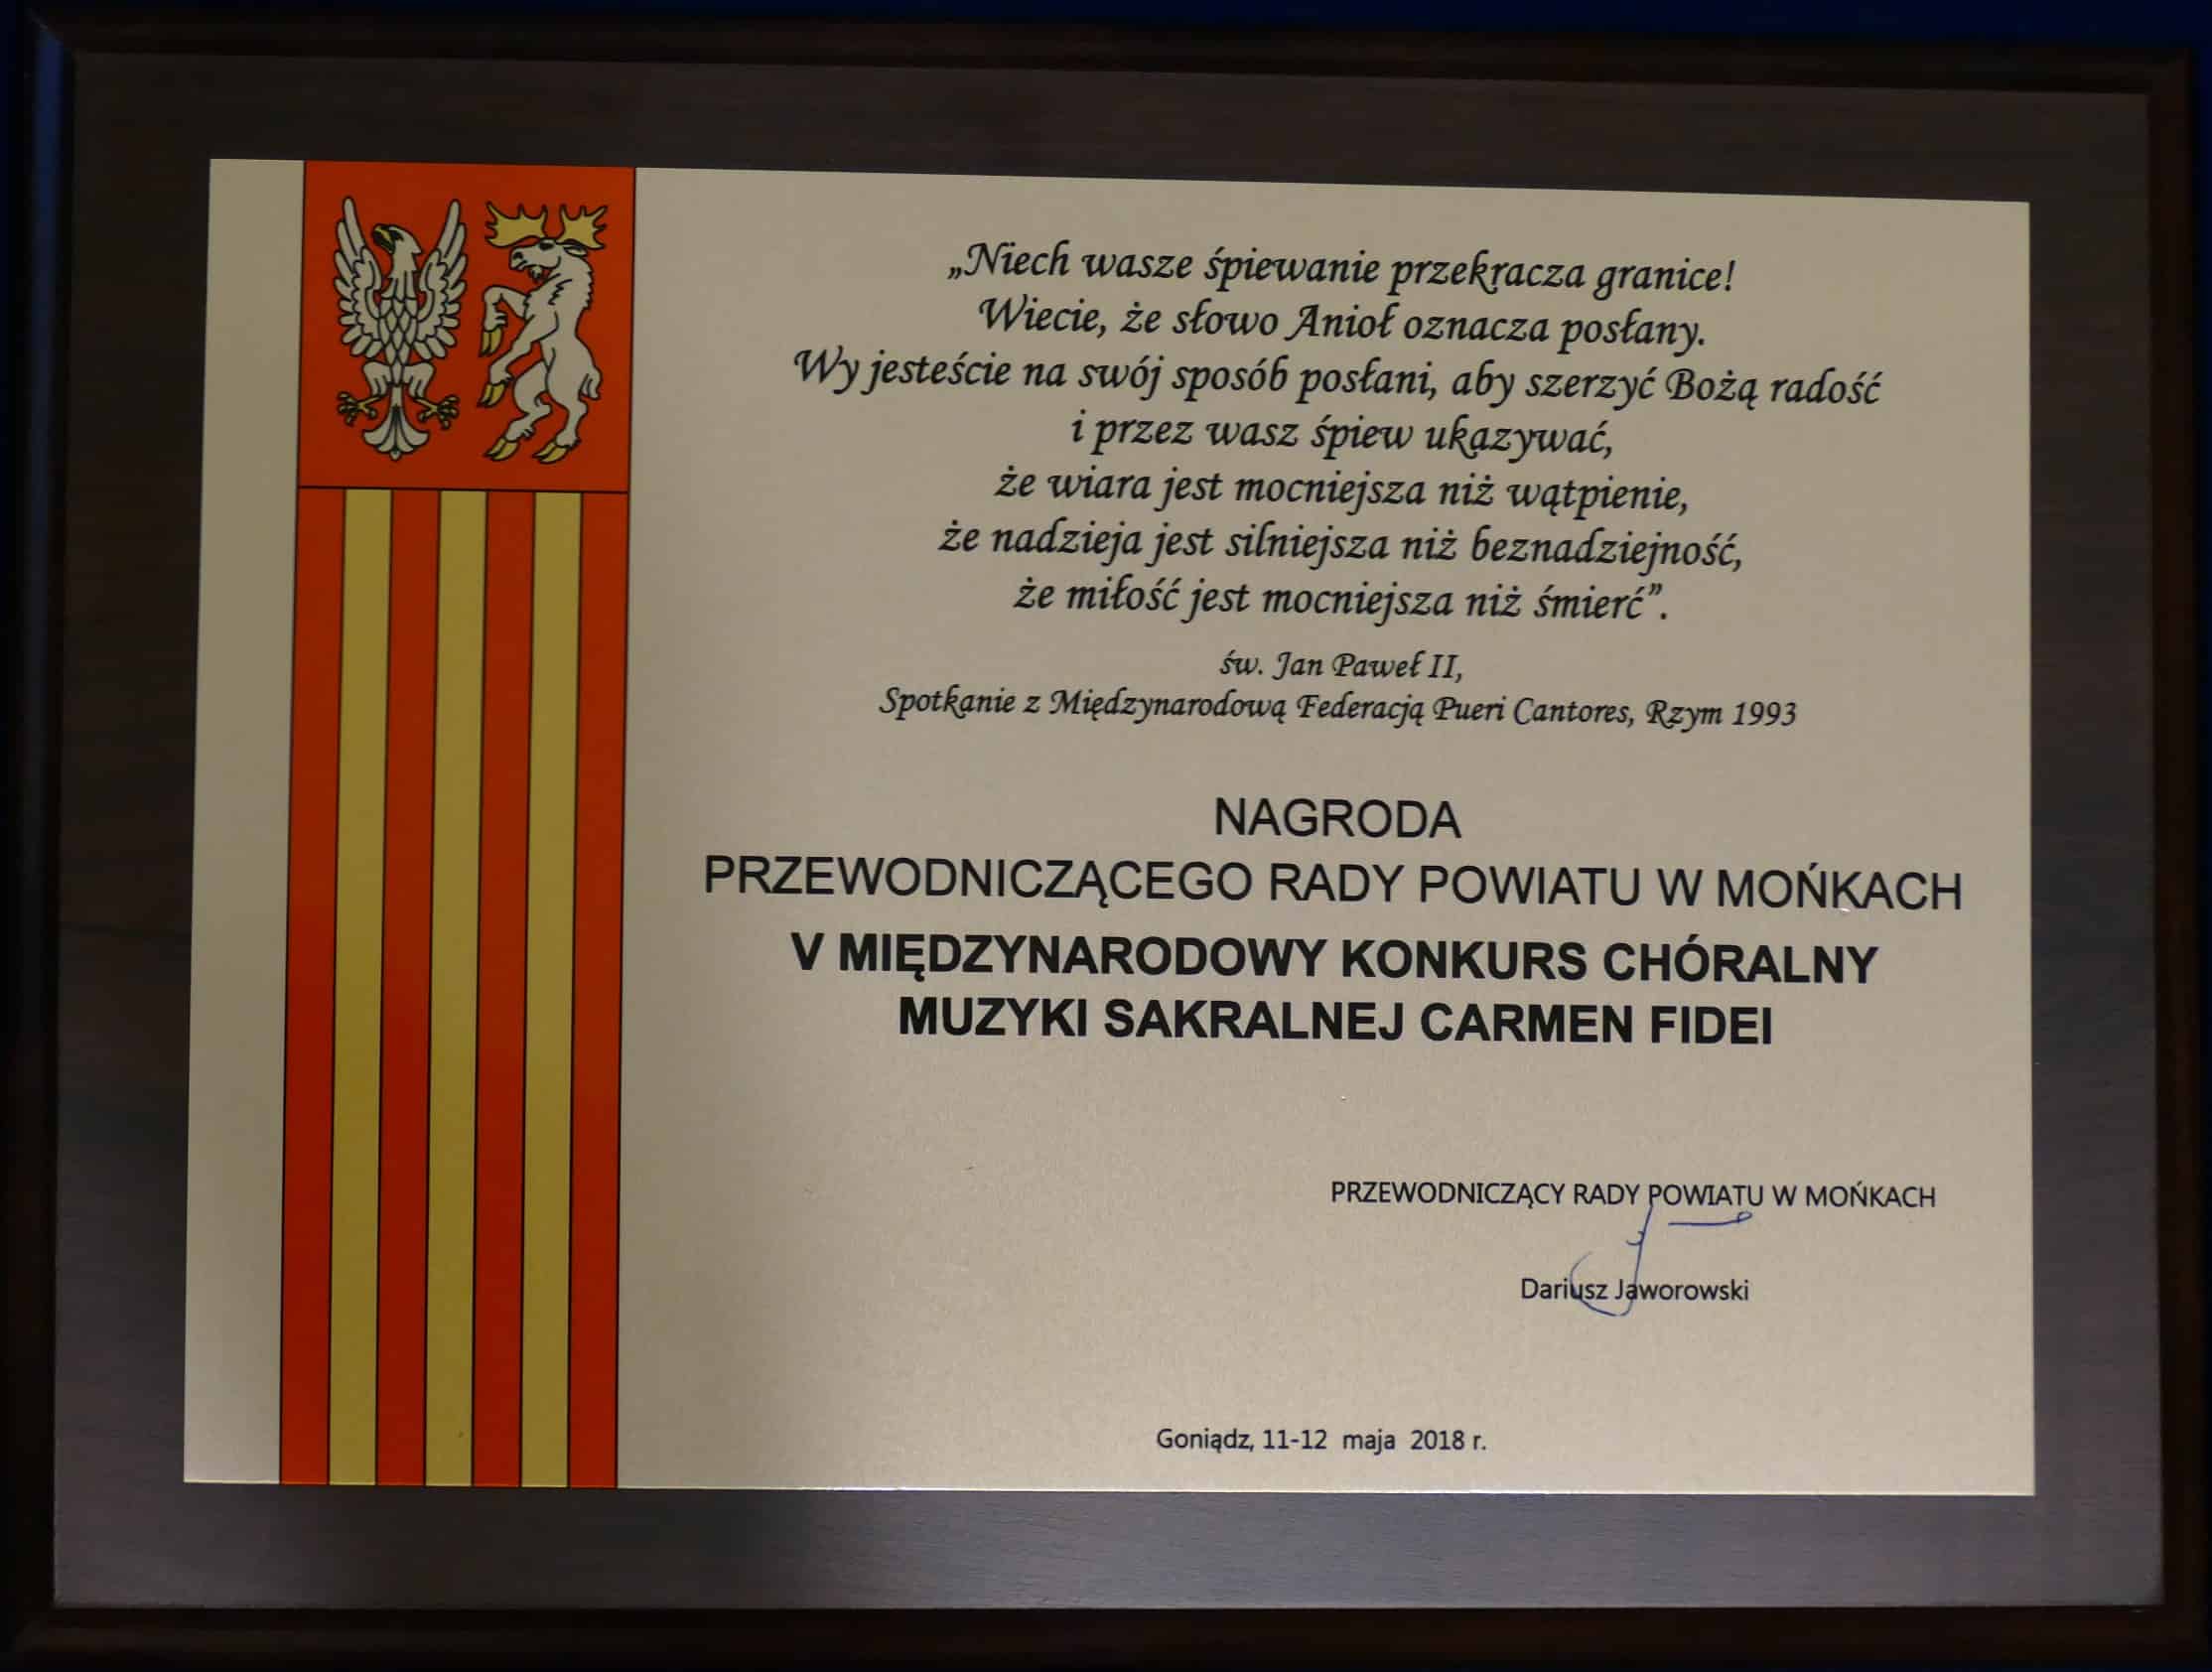 „Niech wasze śpiewanie przekracza granice!
Wiecie, że słowo Anioł oznacza posłany.
Wy jesteście na swój sposób posłani, aby szerzyć Bożą radość
i przez wasz śpiew ukazywać,
że wiara jest mocniejsza niż wątpienie,
że nadzieja jest silniejsza niż beznadziejność,
że miłość jest mocniejsza niż śmierć”.
św. Jan Paweł II,
Spotkanie z Międzynarodową Federacją Pueri Cantores, Rzym 1993
NAGRODA
PRZEWODNICZĄCEGO RADY POWIATU W MOŃKACH
V MIĘDZYNARODOWY KONKURS CHÓRALNY
MUZYKI SAKRALNEJ CARMEN FIDEI
PRZEWODNICZĄCY RADY POWIATU W MOŃKACH
Dariusz Jaworowski
Goniądz, 11-12 maja 2018 r.